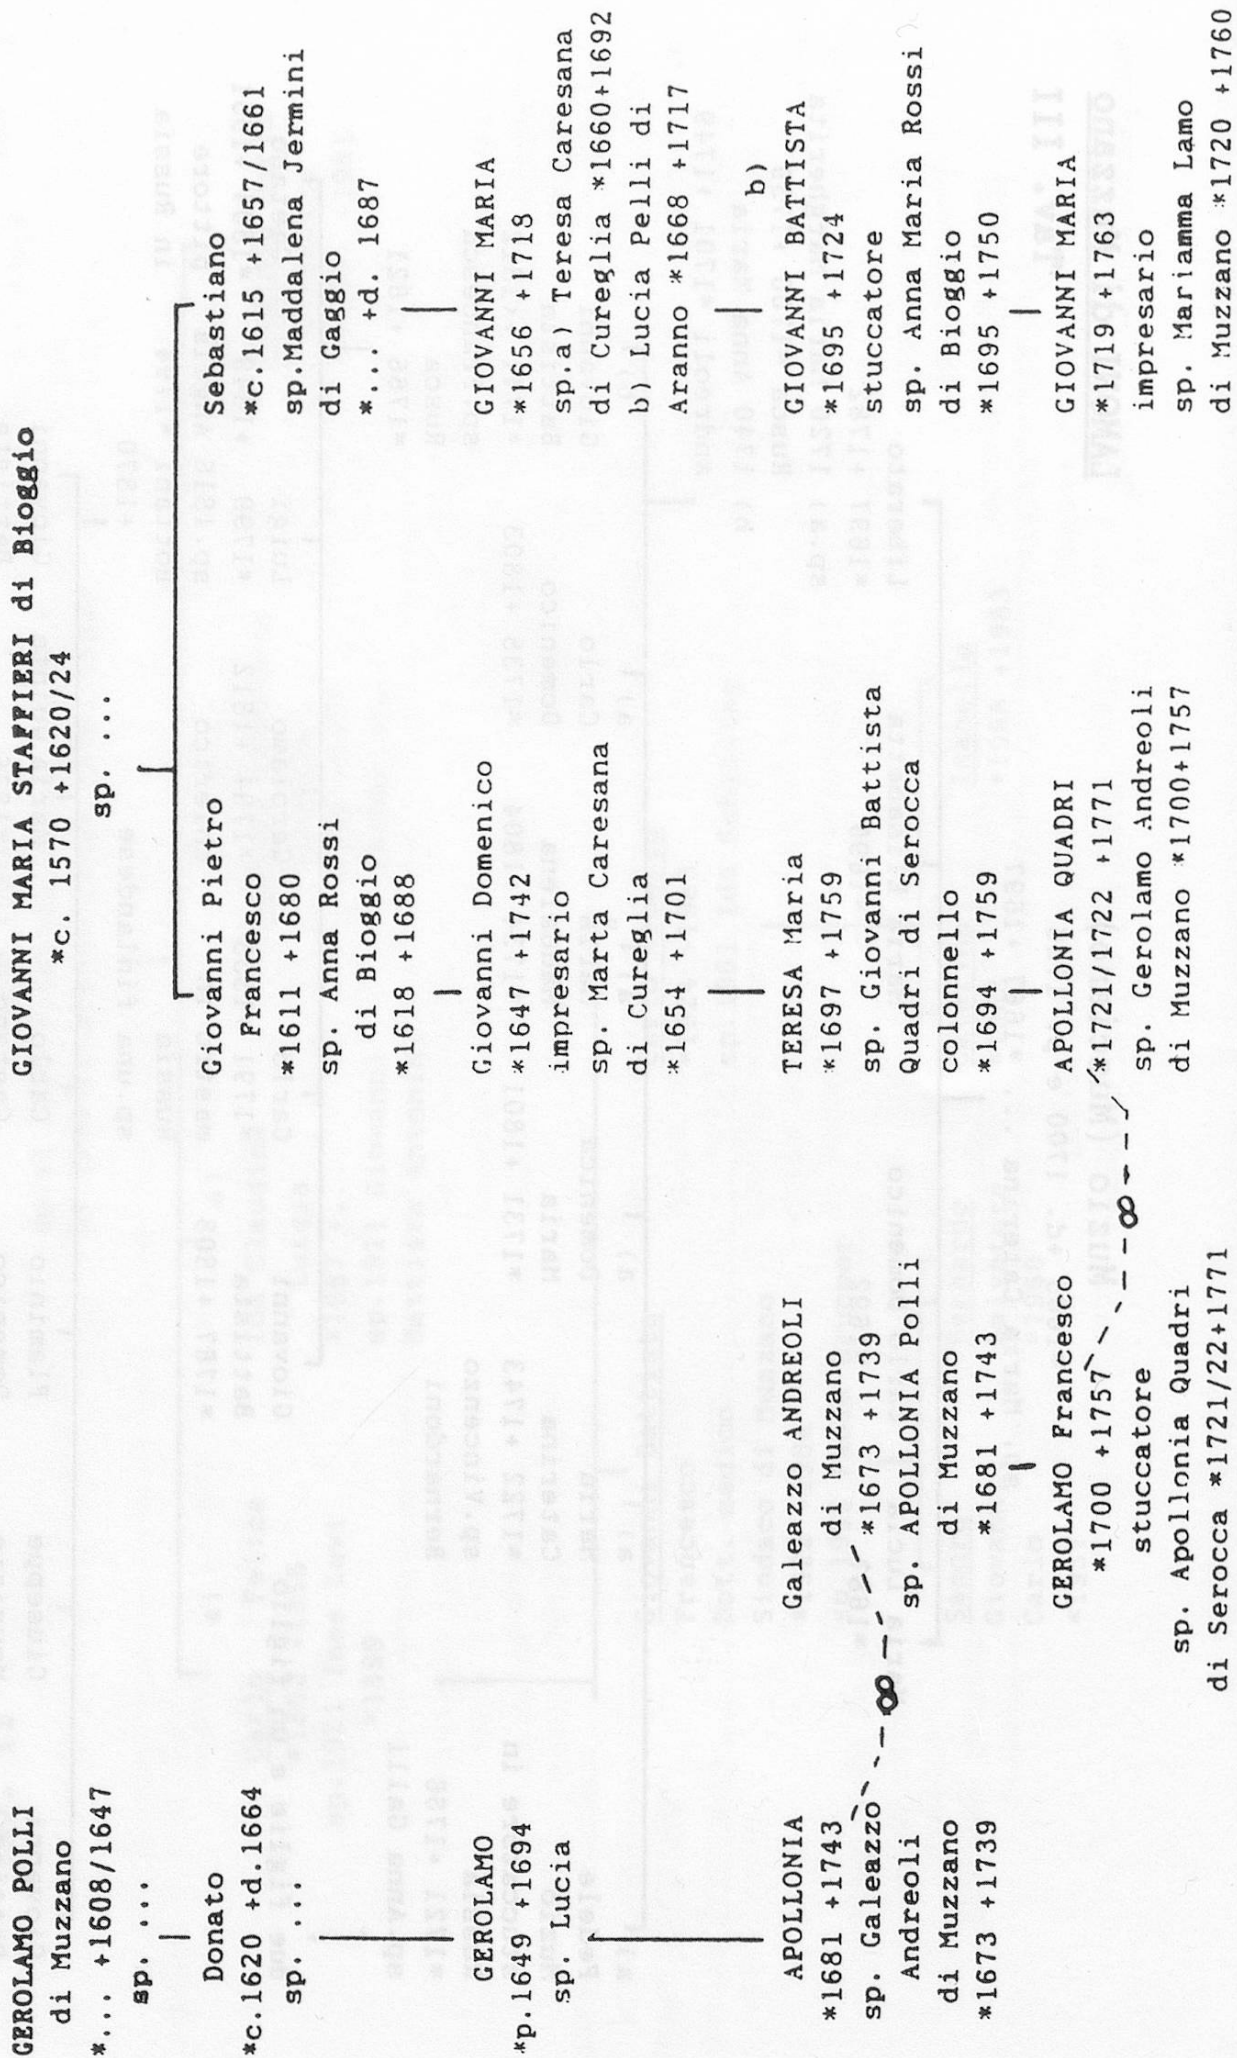 GEROLAMO POLLI
di Muzzano
*... +1608/1647
sp. ...
Donato
*c.1620 +d.1664
sp. ...
GEROLAMO
*p.1649 +1694
sp. Lucia
APOLLONIA
*1681 +1743
sp. Galeazzo
Andreoli
di Muzzano
*1673 +1739
Galeazzo ANDREOLI
di Muzzano
*1673 +1739
sp. APOLLONIA Polli
di Muzzano
*1681 +1743
GEROLAMO Francesco
*1700 +1757
stuccatore
sp. Apollonia Quadri
di Serocca *1721/22+1771
GIOVANNI MARIA STAFFIERI di Bioggio
*c. 1570 +1620/24
sp. ...
Giovanni Pietro
Francesco
*1611 +1680
sp. Anna Rossi
di Bioggio
*1618 +1688
Giovanni Domenico
*1647 +1742
impresario
sp. Marta Caresana
di Cureglia
*1654 +1701
TERESA Maria
*1697 +1759
sp. Giovanni Battista
Quadri di Serocca
colonnello
*1694 +1759
APOLLONIA QUADRI
*1721/1722 +1771
sp. Gerolamo Andreoli
di Muzzano *1700+1757
Sebastiano
*c.1615 +1657/1661
sp.Maddalena Jermini
di Gaggio
*... +d. 1687
GIOVANNI MARIA
*1656 +1718
sp.a) Teresa Caresana
di Cureglia *1660+1692
b) Lucia Pelli di
Aranno *1668 +1717
b)
GIOVANNI BATTISTA
*1695 +1724
stuccatore
sp. Anna Maria Rossi
di Bioggio
*1695 +1750
GIOVANNI MARIA
*1719+1763
impresario
sp. Mariamma Lamo
di Muzzano *1720 +1760